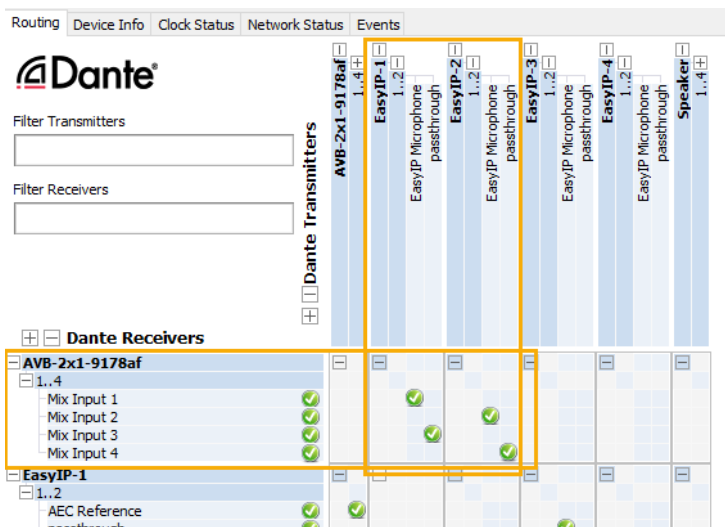 Routing Device Info Clock Status Network Status Events
Dante®
Filter Transmitters
Filter Receivers
Dante Transmitters
AVB-2x1-9178af
1..4
EasyIP-1
1..2
EasyIP Microphone
passthrough
EasyIP-2
1..2
EasyIP Microphone
passthrough
EasyIP-3
1..2
EasyIP Microphone
passthrough
EasyIP-4
1..2
EasyIP Microphone
passthrough
Speaker
1..4
Dante Receivers
AVB-2x1-9178af
1..4
Mix Input 1
Mix Input 2
Mix Input 3
Mix Input 4
EasyIP-1
1..2
AEC Reference
passthrough